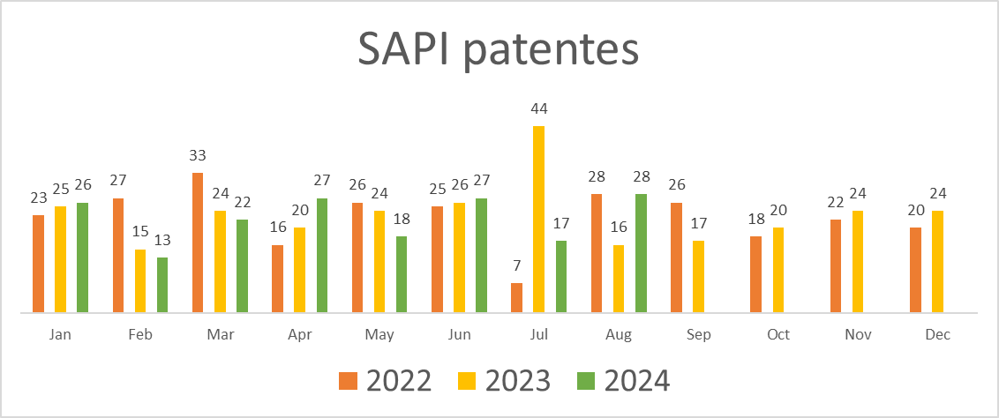 SAPI patentes
23 25 26 27 15 13 33 24 22 16 20 27 26 24 18 25 26 27 7 44 17 28 16 28 26 17 18 20 22 24 20 24
Jan Feb Mar Apr May Jun Jul Aug Sep Oct Nov Dec
2022 2023 2024